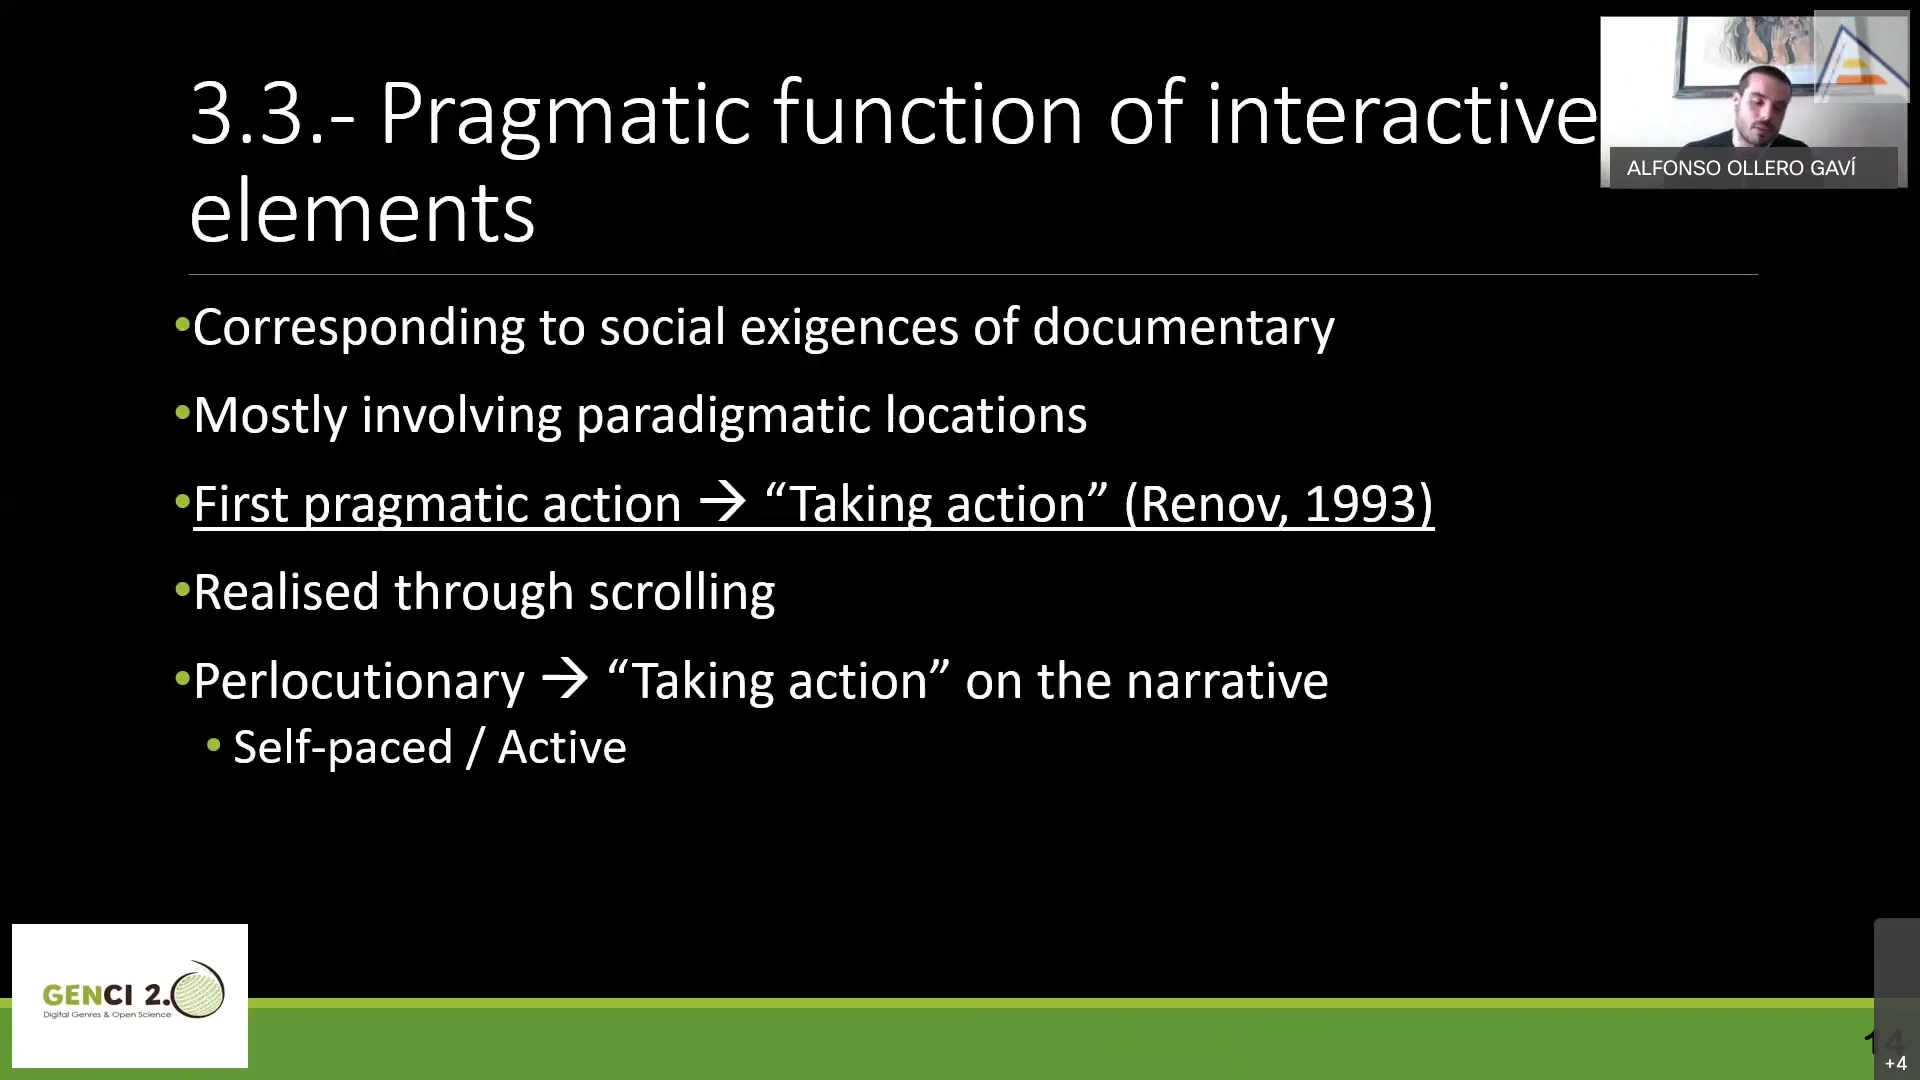 3.3.- Pragmatic function of interactive
elements
ALFONSO OLLERO GAVÍ
•Corresponding to social exigences of documentary
•Mostly involving paradigmatic locations
•First pragmatic action → “Taking action” (Renov, 1993)
•Realised through scrolling
•Perlocutionary → “Taking action” on the narrative
• Self-paced / Active
GENCI 2.0
Digital Genres & Open Science
14
+4